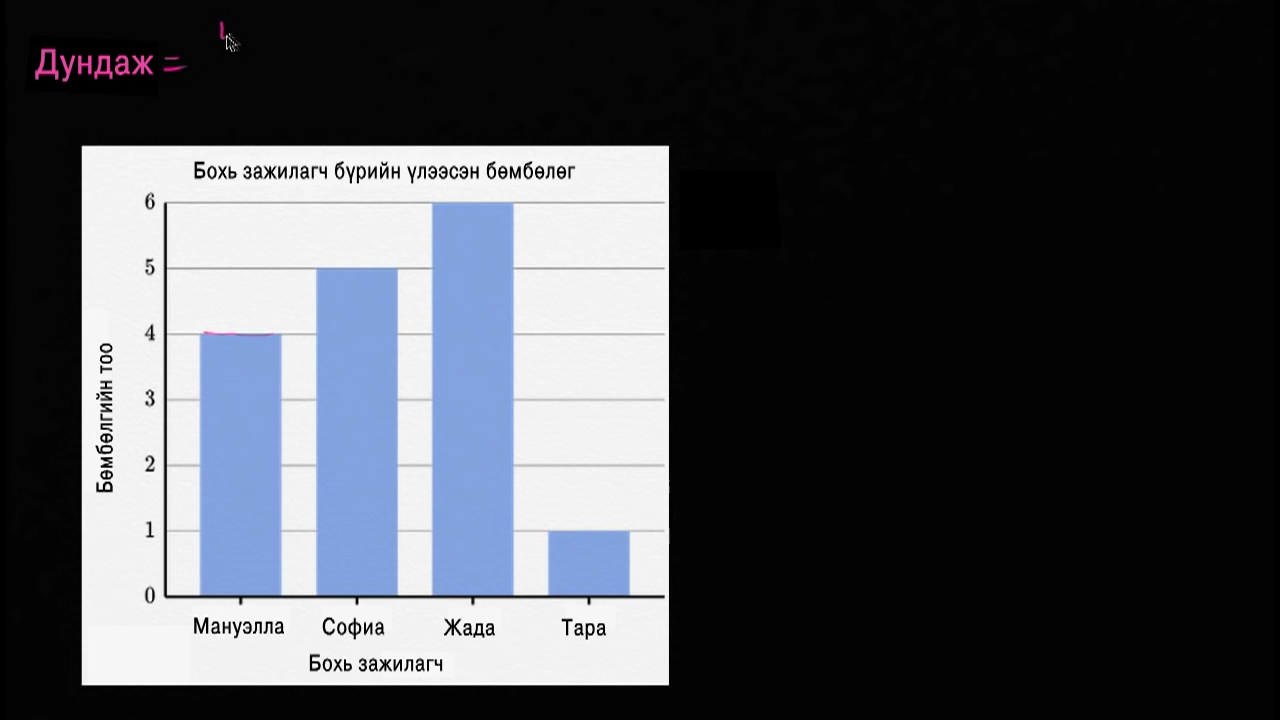 Дундаж =
Бохь зажилагч бүрийн үлээсэн бөмбөлөг
Бөмбөлгийн тоо
6
5
4
3
2
1
0
Мануэлла Софиа Жада Тара
Бохь зажилагч